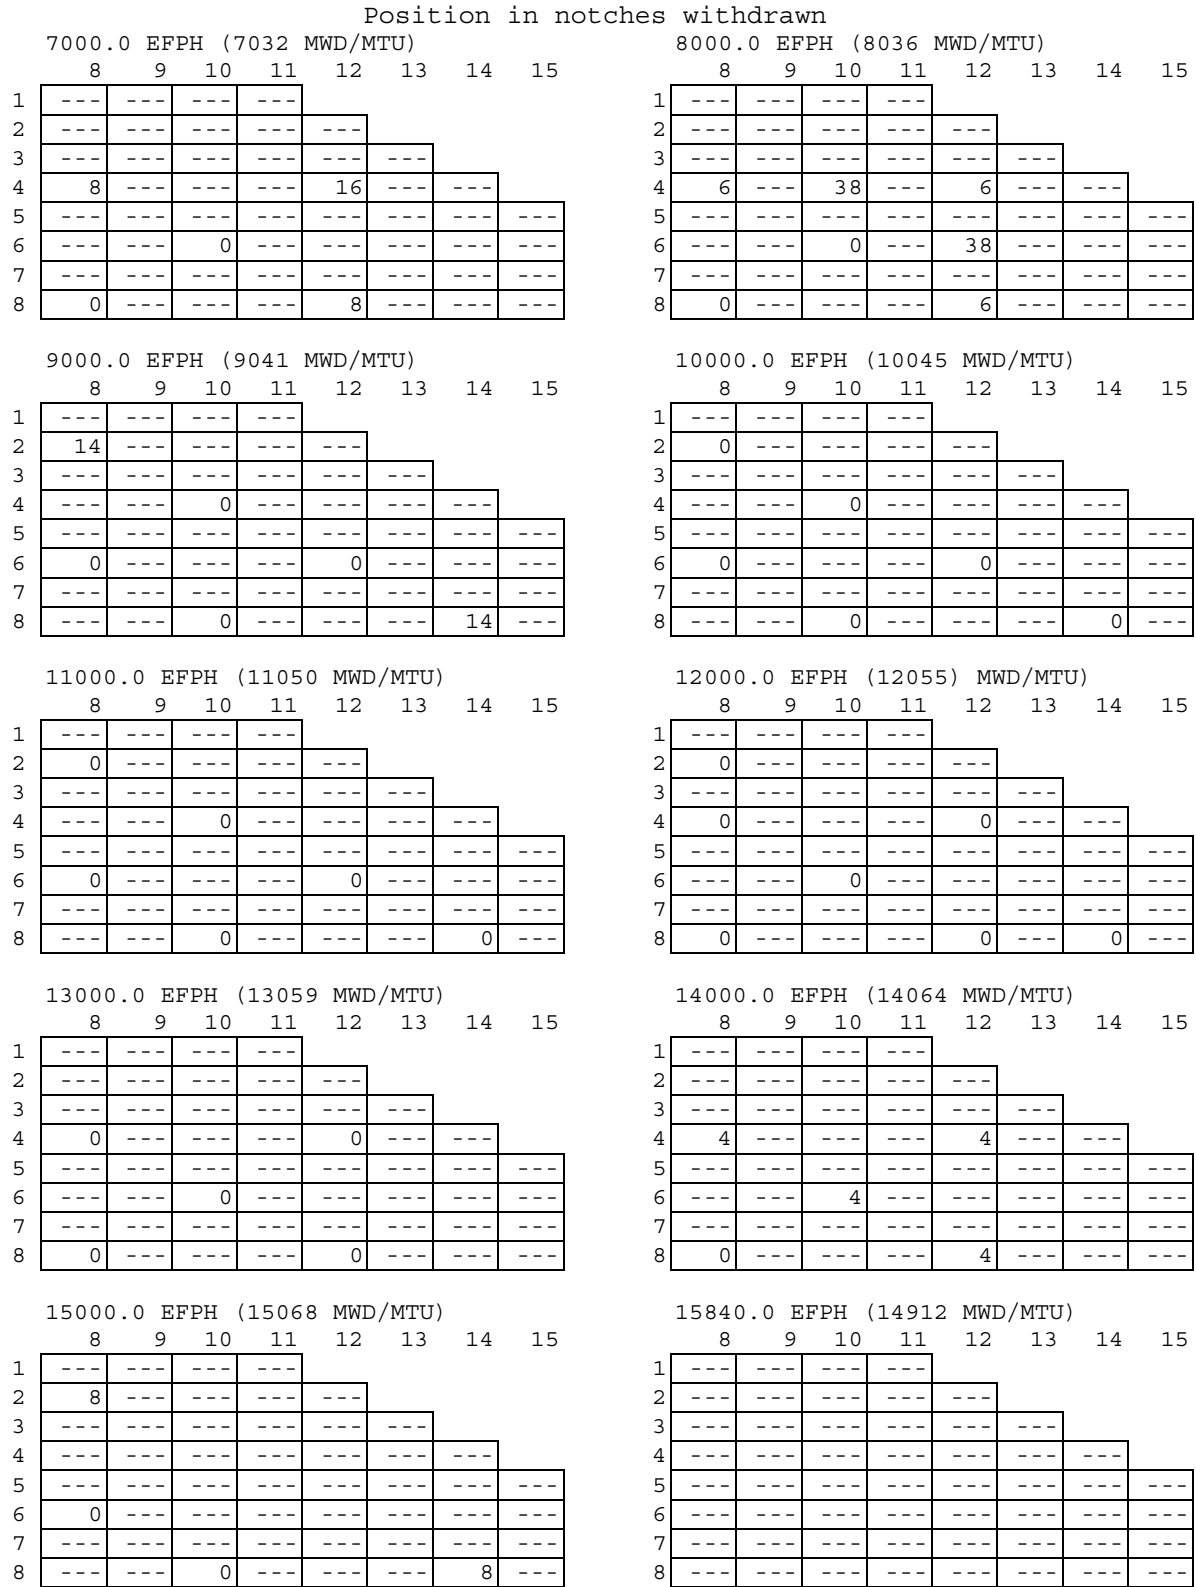 Position in notches withdrawn
7000.0 EFPH (7032 MWD/MTU)
8 9 10 11 12 13 14 15
1 --- --- --- ---
2 --- --- --- --- ---
3 --- --- --- --- --- ---
4 8 --- --- --- 16 --- ---
5 --- --- --- --- --- --- --- ---
6 --- --- 0 --- --- --- --- ---
7 --- --- --- --- --- --- --- ---
8 0 --- --- --- 8 --- --- ---
8000.0 EFPH (8036 MWD/MTU)
8 9 10 11 12 13 14 15
1 --- --- --- ---
2 --- --- --- --- ---
3 --- --- --- --- --- ---
4 6 --- 38 --- 6 --- ---
5 --- --- --- --- --- --- --- ---
6 --- --- 0 --- 38 --- --- ---
7 --- --- --- --- --- --- --- ---
8 0 --- --- --- 6 --- --- ---
9000.0 EFPH (9041 MWD/MTU)
8 9 10 11 12 13 14 15
1 --- --- --- ---
2 14 --- --- --- ---
3 --- --- --- --- --- ---
4 --- --- 0 --- --- --- ---
5 --- --- --- --- --- --- --- ---
6 0 --- --- --- 0 --- --- ---
7 --- --- --- --- --- --- --- ---
8 --- --- 0 --- --- --- 14 ---
10000.0 EFPH (10045 MWD/MTU)
8 9 10 11 12 13 14 15
1 --- --- --- ---
2 0 --- --- --- ---
3 --- --- --- --- --- ---
4 --- --- 0 --- --- --- ---
5 --- --- --- --- --- --- --- ---
6 0 --- --- --- 0 --- --- ---
7 --- --- --- --- --- --- --- ---
8 --- --- 0 --- --- --- 0 ---
11000.0 EFPH (11050 MWD/MTU)
8 9 10 11 12 13 14 15
1 --- --- --- ---
2 0 --- --- --- ---
3 --- --- --- --- --- ---
4 --- --- 0 --- --- --- ---
5 --- --- --- --- --- --- --- ---
6 0 --- --- --- 0 --- --- ---
7 --- --- --- --- --- --- --- ---
8 --- --- 0 --- --- --- 0 ---
12000.0 EFPH (12055) MWD/MTU)
8 9 10 11 12 13 14 15
1 --- --- --- ---
2 0 --- --- --- ---
3 --- --- --- --- --- ---
4 0 --- --- --- 0 --- ---
5 --- --- --- --- --- --- --- ---
6 --- --- 0 --- --- --- --- ---
7 --- --- --- --- --- --- --- ---
8 0 --- --- --- 0 --- 0 ---
13000.0 EFPH (13059 MWD/MTU)
8 9 10 11 12 13 14 15
1 --- --- --- ---
2 --- --- --- --- ---
3 --- --- --- --- --- ---
4 0 --- --- --- 0 --- ---
5 --- --- --- --- --- --- --- ---
6 --- --- 0 --- --- --- --- ---
7 --- --- --- --- --- --- --- ---
8 0 --- --- --- 0 --- --- ---
14000.0 EFPH (14064 MWD/MTU)
8 9 10 11 12 13 14 15
1 --- --- --- ---
2 --- --- --- --- ---
3 --- --- --- --- --- ---
4 4 --- --- --- 4 --- ---
5 --- --- --- --- --- --- --- ---
6 --- --- 4 --- --- --- --- ---
7 --- --- --- --- --- --- --- ---
8 0 --- --- --- 4 --- --- ---
15000.0 EFPH (15068 MWD/MTU)
8 9 10 11 12 13 14 15
1 --- --- --- ---
2 8 --- --- --- ---
3 --- --- --- --- --- ---
4 --- --- --- --- --- --- ---
5 --- --- --- --- --- --- --- ---
6 0 --- --- --- --- --- --- ---
7 --- --- --- --- --- --- --- ---
8 --- --- 0 --- --- --- 8 ---
15840.0 EFPH (14912 MWD/MTU)
8 9 10 11 12 13 14 15
1 --- --- --- ---
2 --- --- --- --- ---
3 --- --- --- --- --- ---
4 --- --- --- --- --- --- ---
5 --- --- --- --- --- --- --- ---
6 --- --- --- --- --- --- --- ---
7 --- --- --- --- --- --- --- ---
8 --- --- --- --- --- --- --- ---